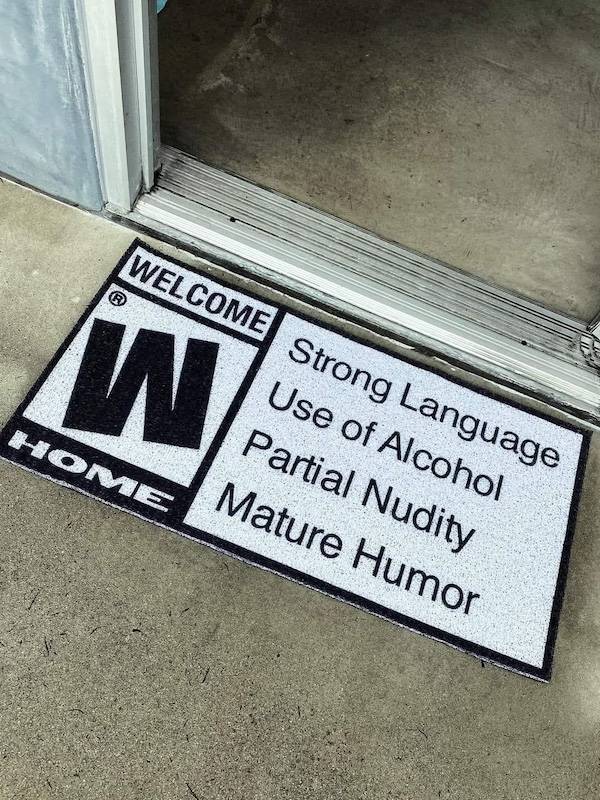 WELCOME
W
®
HOME
Strong Language
Use of Alcohol
Partial Nudity
Mature Humor